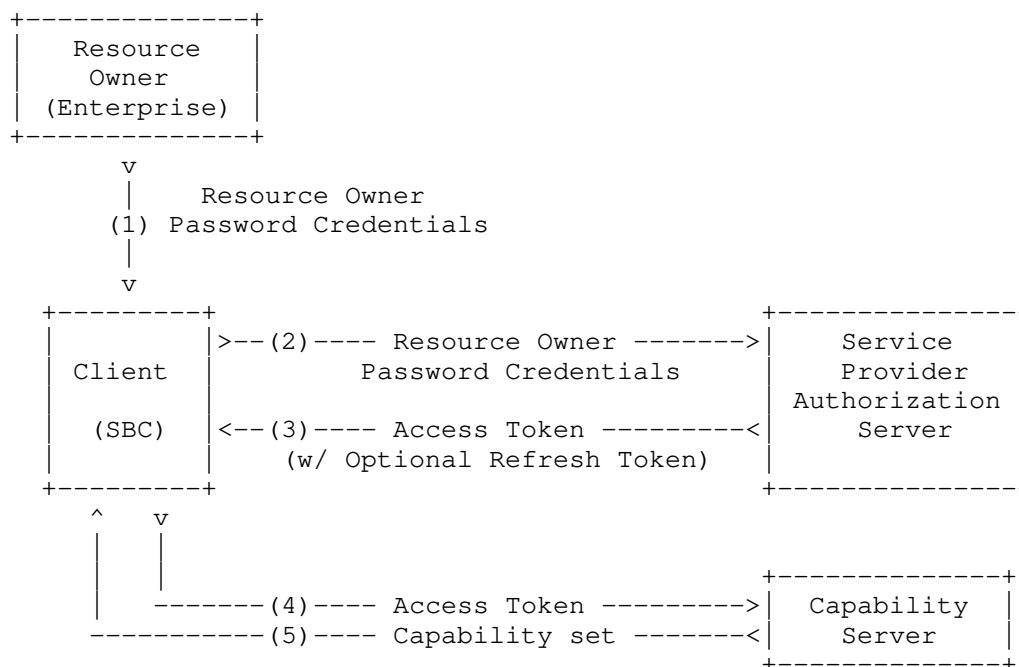 Resource
Owner
(Enterprise)
v
Resource Owner
(1) Password Credentials
v
>--(2)---- Resource Owner ------->
Service
Client
Password Credentials
Provider
Authorization
(SBC)
<--(3)---- Access Token ---------<
Server
(w/ Optional Refresh Token)
^ v
-------(4)---- Access Token --------->
Capability
-----------(5)---- Capability set -------<
Server